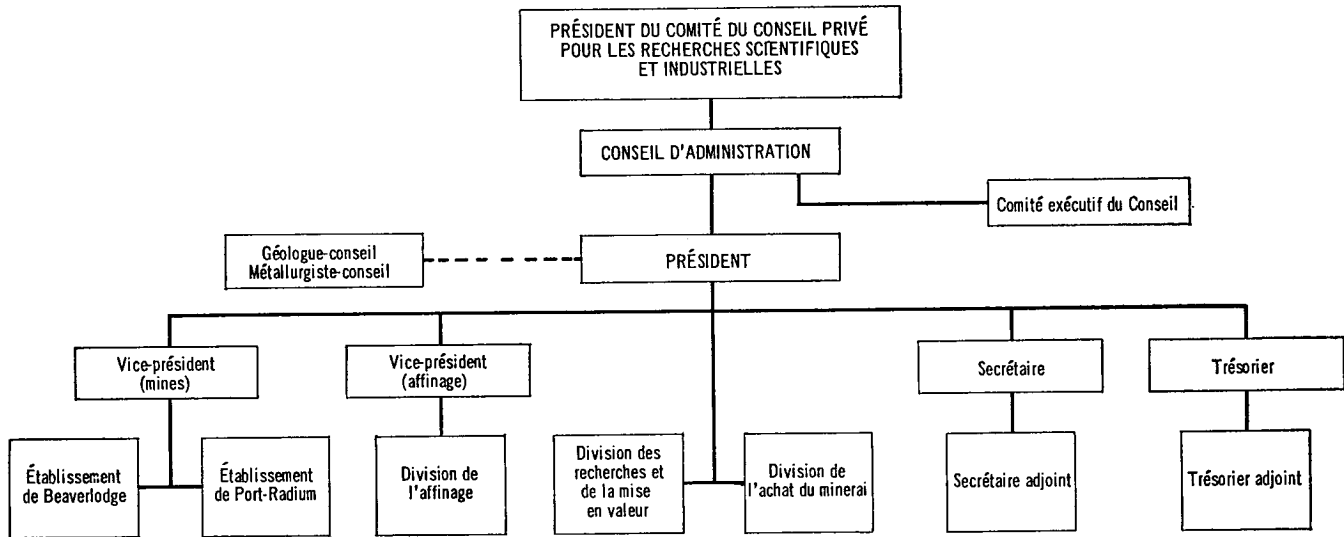 PRÉSIDENT DU COMITÉ DU CONSEIL PRIVÉ
POUR LES RECHERCHES SCIENTIFIQUES
ET INDUSTRIELLES
CONSEIL D'ADMINISTRATION
Comité exécutif du Conseil
Géologue-conseil
Métallurgiste-conseil
PRÉSIDENT
Vice-président
(mines)
Vice-président
(affinage)
Secrétaire
Trésorier
Établissement
de Beaverlodge
Établissement
de Port-Radium
Division de
l'affinage
Division des
recherches et
de la mise
en valeur
Division de
l'achat du minerai
Secrétaire adjoint
Trésorier adjoint